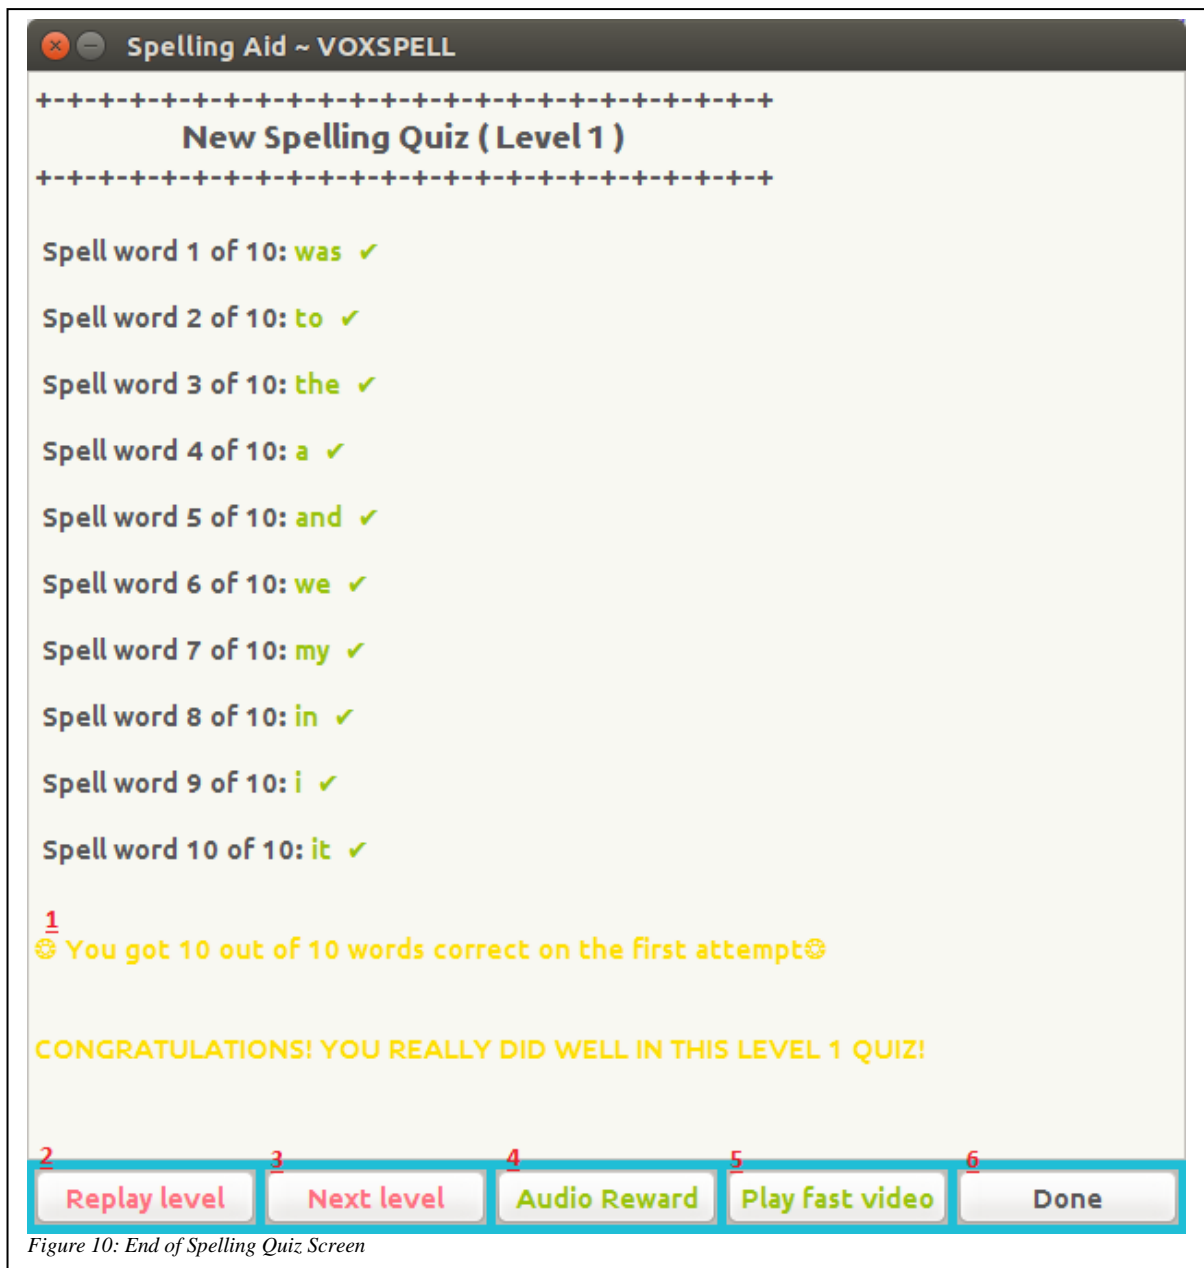 Spelling Aid ~ VOXSPELL
+-+-+-+-+-+-+-+-+-+-+-+-+-+-+-+-+-+-+-+-+-+-+-+
New Spelling Quiz ( Level 1 )
+-+-+-+-+-+-+-+-+-+-+-+-+-+-+-+-+-+-+-+-+-+-+-+
Spell word 1 of 10: was ✔
Spell word 2 of 10: to ✔
Spell word 3 of 10: the ✔
Spell word 4 of 10: a ✔
Spell word 5 of 10: and ✔
Spell word 6 of 10: we ✔
Spell word 7 of 10: my ✔
Spell word 8 of 10: in ✔
Spell word 9 of 10: i ✔
Spell word 10 of 10: it ✔
1
❂ You got 10 out of 10 words correct on the first attempt❂
CONGRATULATIONS! YOU REALLY DID WELL IN THIS LEVEL 1 QUIZ!
2 3 4 5 6
Replay level Next level Audio Reward Play fast video Done
Figure 10: End of Spelling Quiz Screen